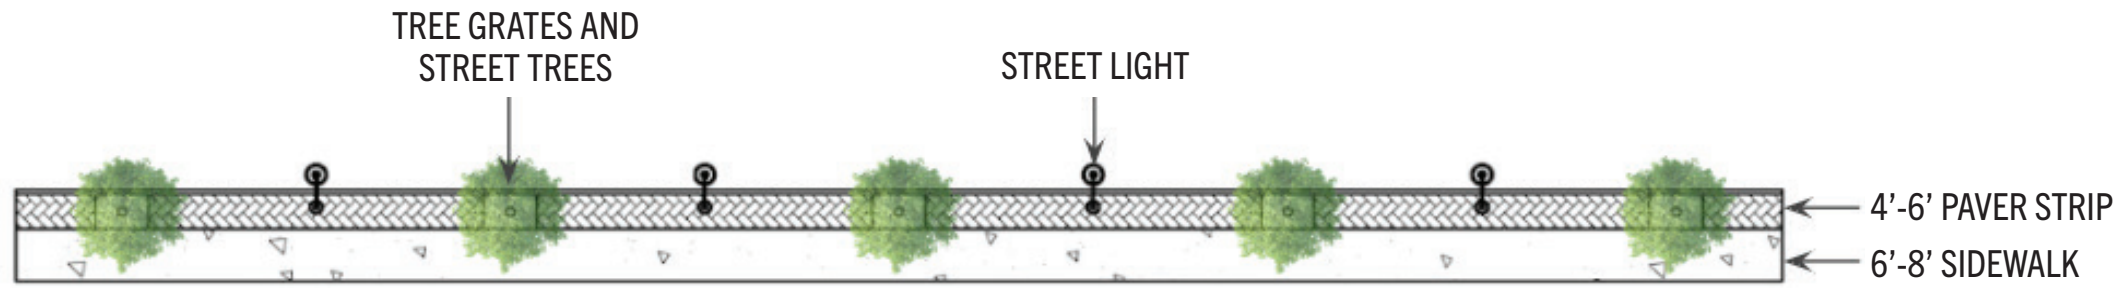 TREE GRATES AND
STREET TREES
STREET LIGHT
4’-6’ PAVER STRIP
6’-8’ SIDEWALK